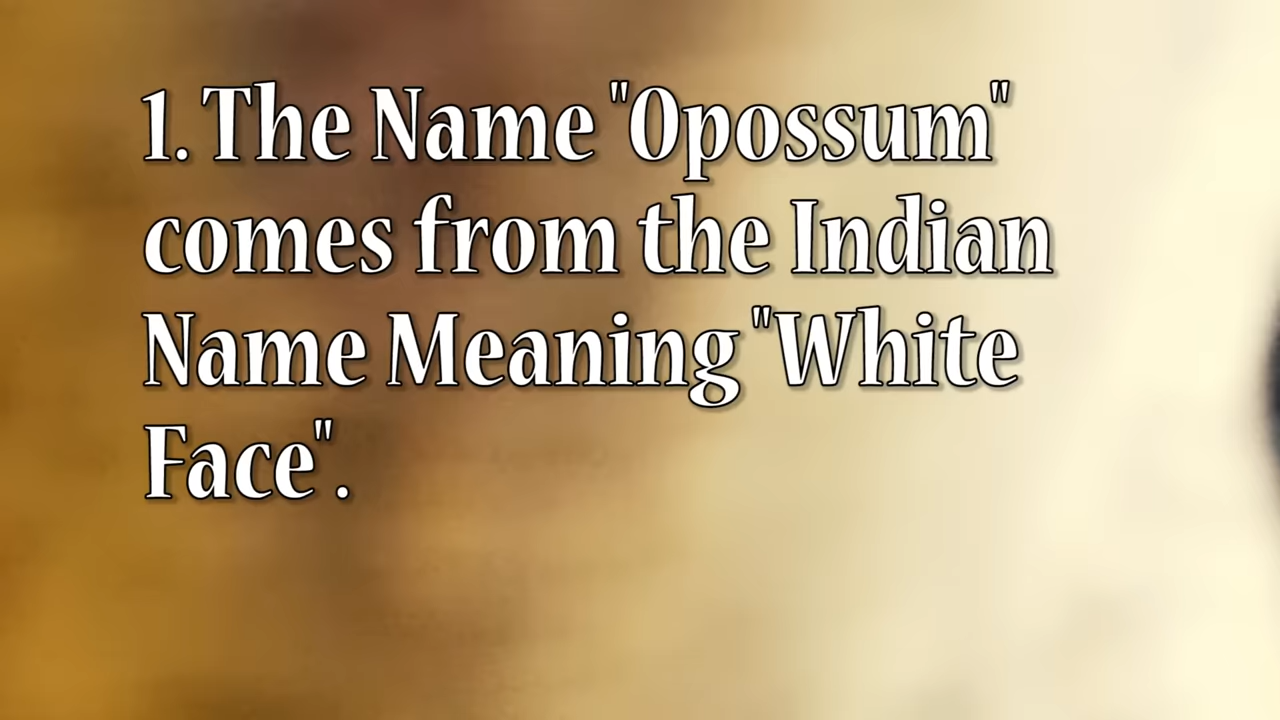 1. The Name "Opossum"
comes from the Indian
Name Meaning "White
Face".